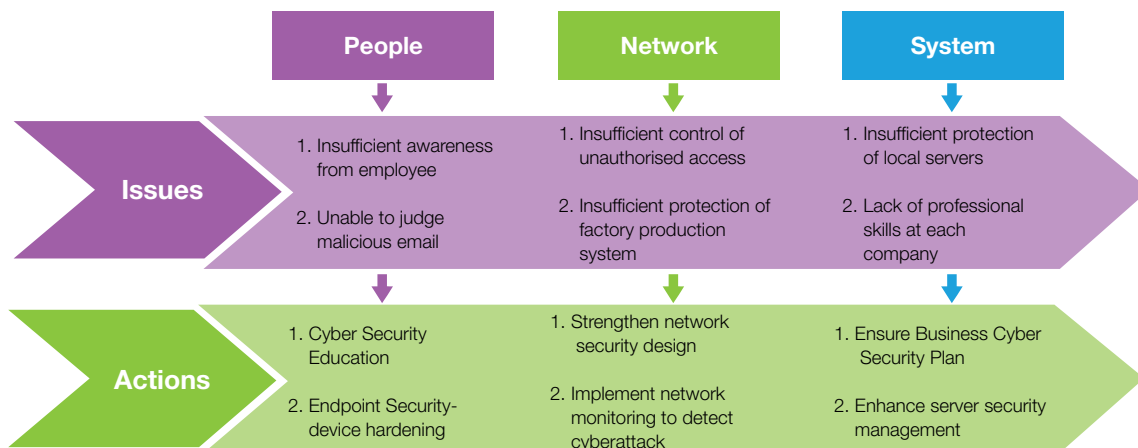 People
Network
System
Issues
1. Insufficient awareness
from employee
2. Unable to judge
malicious email
1. Insufficient control of
unauthorised access
2. Insufficient protection of
factory production
system
1. Insufficient protection
of local servers
2. Lack of professional
skills at each
company
Actions
1. Cyber Security
Education
2. Endpoint Security-
device hardening
1. Strengthen network
security design
2. Implement network
monitoring to detect
cyberattack
1. Ensure Business Cyber
Security Plan
2. Enhance server security
management